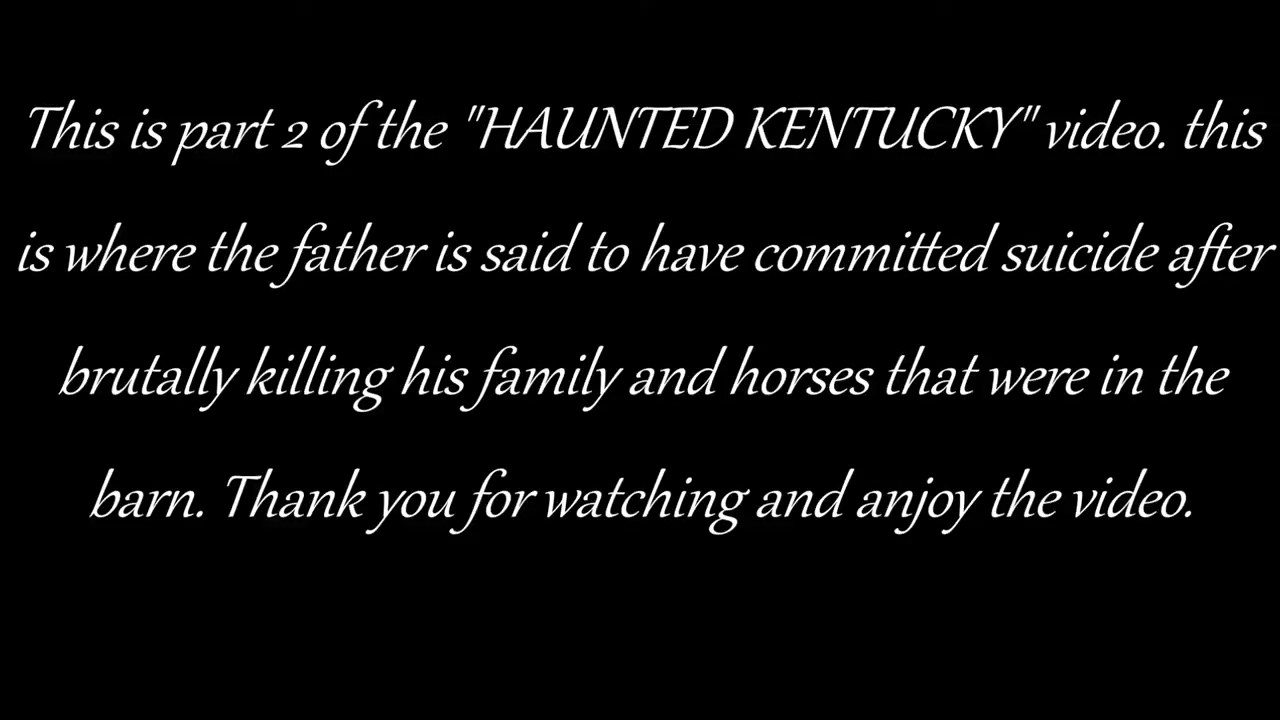 This is part 2 of the "HAUNTED KENTUCKY" video. this
is where the father is said to have committed suicide after
brutally killing his family and horses that were in the
barn. Thank you for watching and anjoy the video.